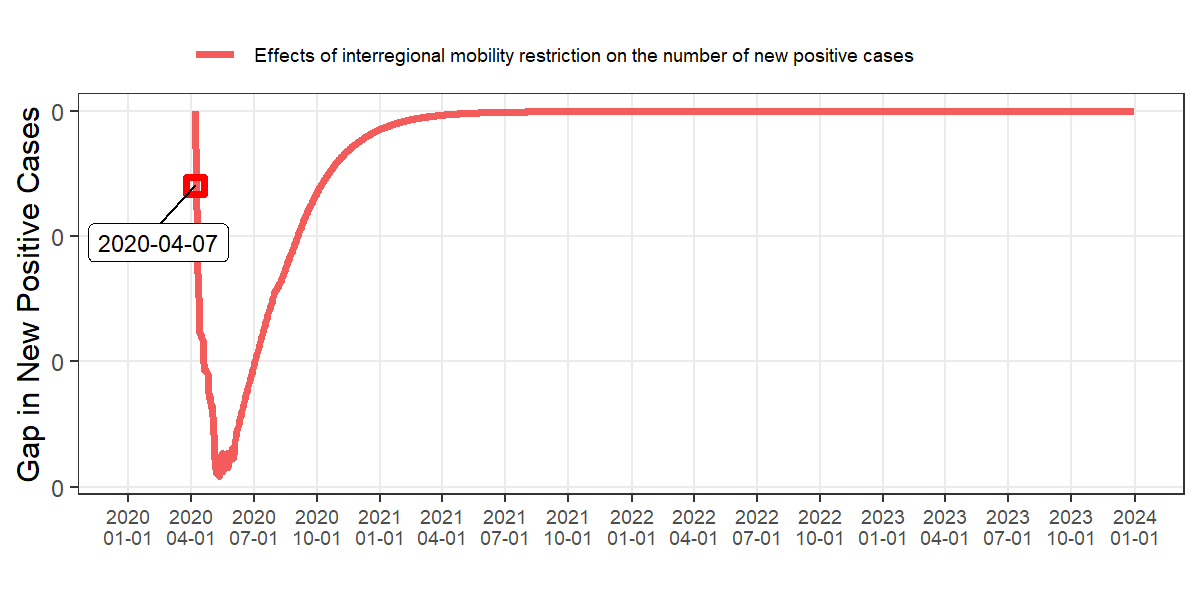 Effects of interregional mobility restriction on the number of new positive cases
Gap in New Positive Cases
0
0
0
0
2020-04-07
2020 2020 2020 2020 2021 2021 2021 2021 2022 2022 2022 2022 2023 2023 2023 2023 2024
01-01 04-01 07-01 10-01 01-01 04-01 07-01 10-01 01-01 04-01 07-01 10-01 01-01 04-01 07-01 10-01 01-01